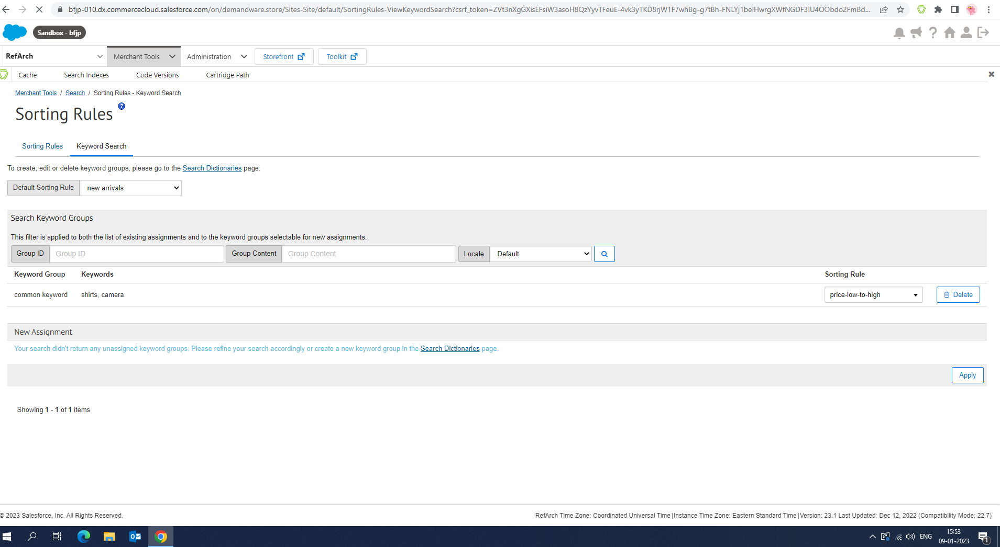 bfjp-010.dx.commercecloud.salesforce.com/on/demandware.store/Sites-Site/default/SortingRules-ViewKeywordSearch?csrf_token=ZVt3nXgGXisEFsiW3asoH8QzYyvTFeuE-4vk3yTKD8rjW1F7whBg-g7tBh-FNLYj1beIHwrgXWfNGDF3IU4OObdo2FmBd...
Sandbox - bfjp
RefArch
Merchant Tools
Administration
Storefront
Toolkit
Cache
Search Indexes
Code Versions
Cartridge Path
Merchant Tools / Search / Sorting Rules - Keyword Search
Sorting Rules
Sorting Rules
Keyword Search
To create, edit or delete keyword groups, please go to the Search Dictionaries page.
Default Sorting Rule new arrivals
Search Keyword Groups
This filter is applied to both the list of existing assignments and to the keyword groups selectable for new assignments.
Group ID Group ID Group Content Group Content Locale Default
Keyword Group Keywords Sorting Rule
common keyword shirts, camera price-low-to-high Delete
New Assignment
Your search didn't return any unassigned keyword groups. Please refine your search accordingly or create a new keyword group in the Search Dictionaries page.
Apply
Showing 1 - 1 of 1 items
© 2023 Salesforce, Inc. All Rights Reserved.
RefArch Time Zone: Coordinated Universal Time|Instance Time Zone: Eastern Standard Time|Version: 23.1 Last Updated: Dec 12, 2022 (Compatibility Mode: 22.7)
ENG
15:53
09-01-2023
1